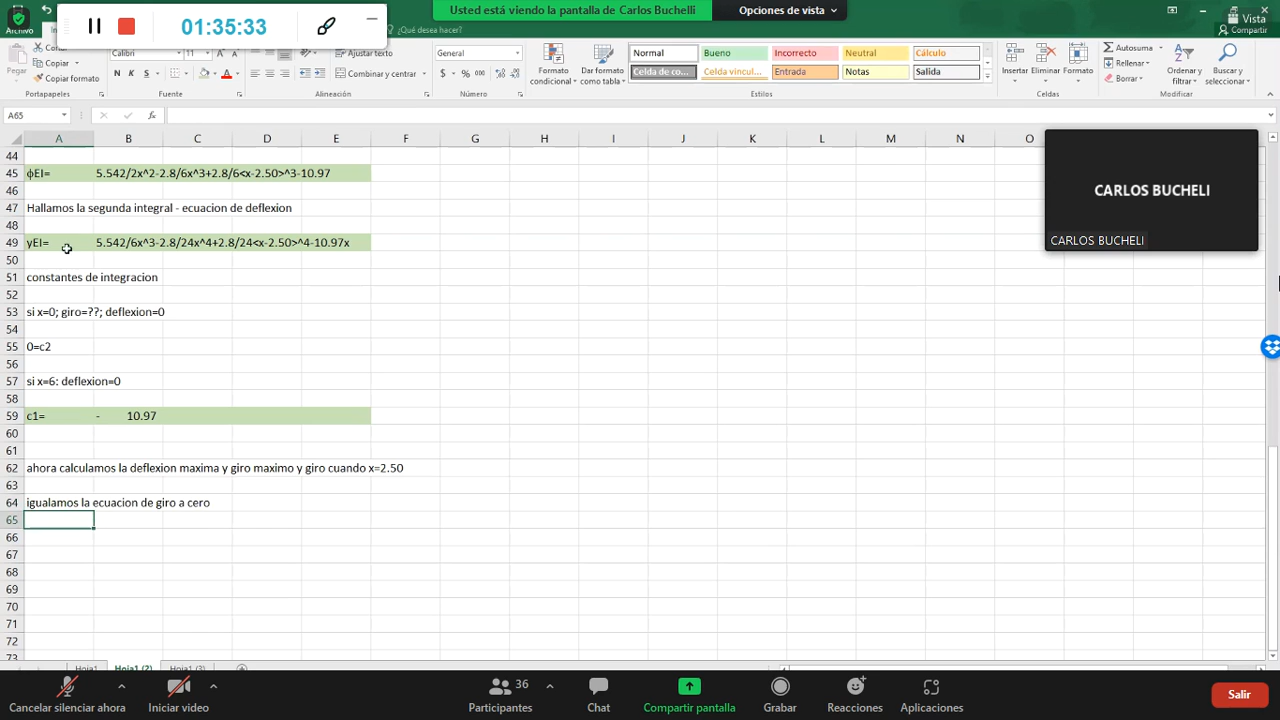 Usted está viendo la pantalla de Carlos Buchelli
Opciones de vista
01:35:33
Archivo
¿Qué desea hacer?
Vista
Compartir
Pegar
Cortar
Copiar
Copiar formato
Calibri
11
N K S
Combinar y centrar
General
$ % 000
Formato condicional
Dar formato como tabla
Normal
Bueno
Incorrecto
Neutral
Cálculo
Celda de co...
Celda vincul...
Entrada
Notas
Salida
Insertar
Eliminar
Formato
Autosuma
Rellenar
Borrar
Ordenar y filtrar
Buscar y seleccionar
Portapapeles
Fuente
Alineación
Número
Estilos
Celdas
Modificar
A65
fx
A B C D E F G H I J K L M N O
44
45 ϕEI= 5.542/2x^2-2.8/6x^3+2.8/6<x-2.50>^3-10.97
46
47 Hallamos la segunda integral - ecuacion de deflexion
48
49 yEI= 5.542/6x^3-2.8/24x^4+2.8/24<x-2.50>^4-10.97x
50
51 constantes de integracion
52
53 si x=0; giro=??; deflexion=0
54
55 0=c2
56
57 si x=6: deflexion=0
58
59 c1= - 10.97
60
61
62 ahora calculamos la deflexion maxima y giro maximo y giro cuando x=2.50
63
64 igualamos la ecuacion de giro a cero
65
66
67
68
69
70
71
72
73
CARLOS BUCHELI
CARLOS BUCHELI
Hoja1
Hoja1 (2)
Hoja1 (3)
Cancelar silenciar ahora
Iniciar video
36
Participantes
Chat
Compartir pantalla
Grabar
Reacciones
Aplicaciones
Salir